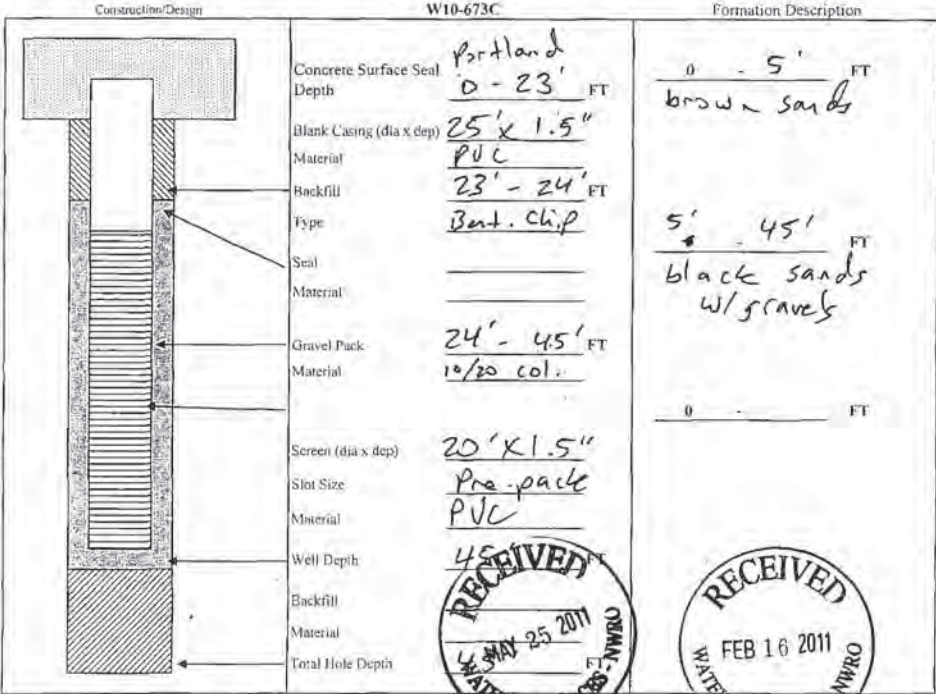 Construction/Design
W10-673C
Formation Description
Portland
Concrete Surface Seal
Depth 0 - 23' FT
0 - 5' FT
brown sands
Blank Casing (dia x dep) 25' x 1.5"
Material PVC
Backfill 23' - 24' FT
Type Bent. Chip
5' - 45' FT
black sands
w/ gravels
Seal
Material
Gravel Pack 24' - 45' FT
Material 10/20 col.
0 - FT
Screen (dia x dep) 20' X 1.5"
Slot Size Pre-pack
Material PVC
Well Depth 45 FT
Backfill
Material
Total Hole Depth FT
RECEIVED
MAY 25 2011
NWRO
RECEIVED
FEB 16 2011
NWRO